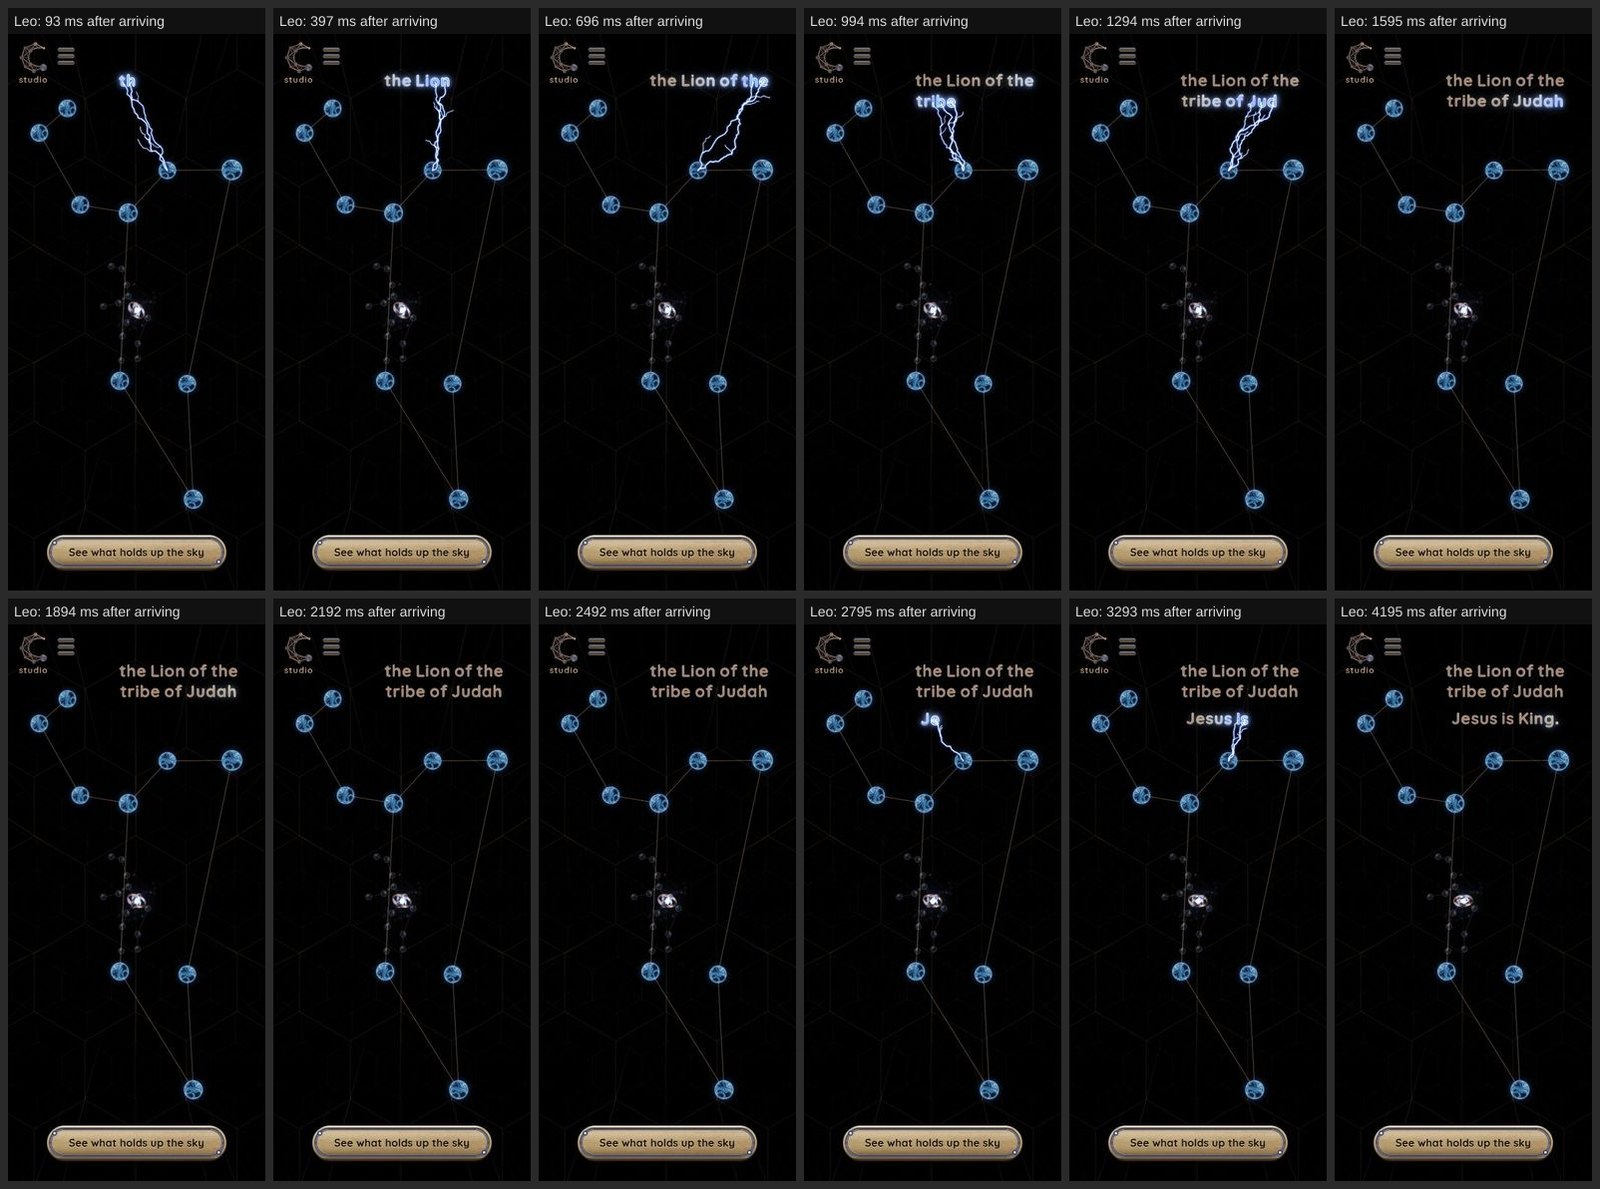 Leo: 93 ms after arriving
studio
th
See what holds up the sky
Leo: 397 ms after arriving
studio
the Lion
See what holds up the sky
Leo: 696 ms after arriving
studio
the Lion of the
See what holds up the sky
Leo: 994 ms after arriving
studio
the Lion of the
tribe
See what holds up the sky
Leo: 1294 ms after arriving
studio
the Lion of the
tribe of Jud
See what holds up the sky
Leo: 1595 ms after arriving
studio
the Lion of the
tribe of Judah
See what holds up the sky
Leo: 1894 ms after arriving
studio
the Lion of the
tribe of Judah
See what holds up the sky
Leo: 2192 ms after arriving
studio
the Lion of the
tribe of Judah
See what holds up the sky
Leo: 2492 ms after arriving
studio
the Lion of the
tribe of Judah
See what holds up the sky
Leo: 2795 ms after arriving
studio
the Lion of the
tribe of Judah
Je
See what holds up the sky
Leo: 3293 ms after arriving
studio
the Lion of the
tribe of Judah
Jesus is
See what holds up the sky
Leo: 4195 ms after arriving
studio
the Lion of the
tribe of Judah
Jesus is King.
See what holds up the sky